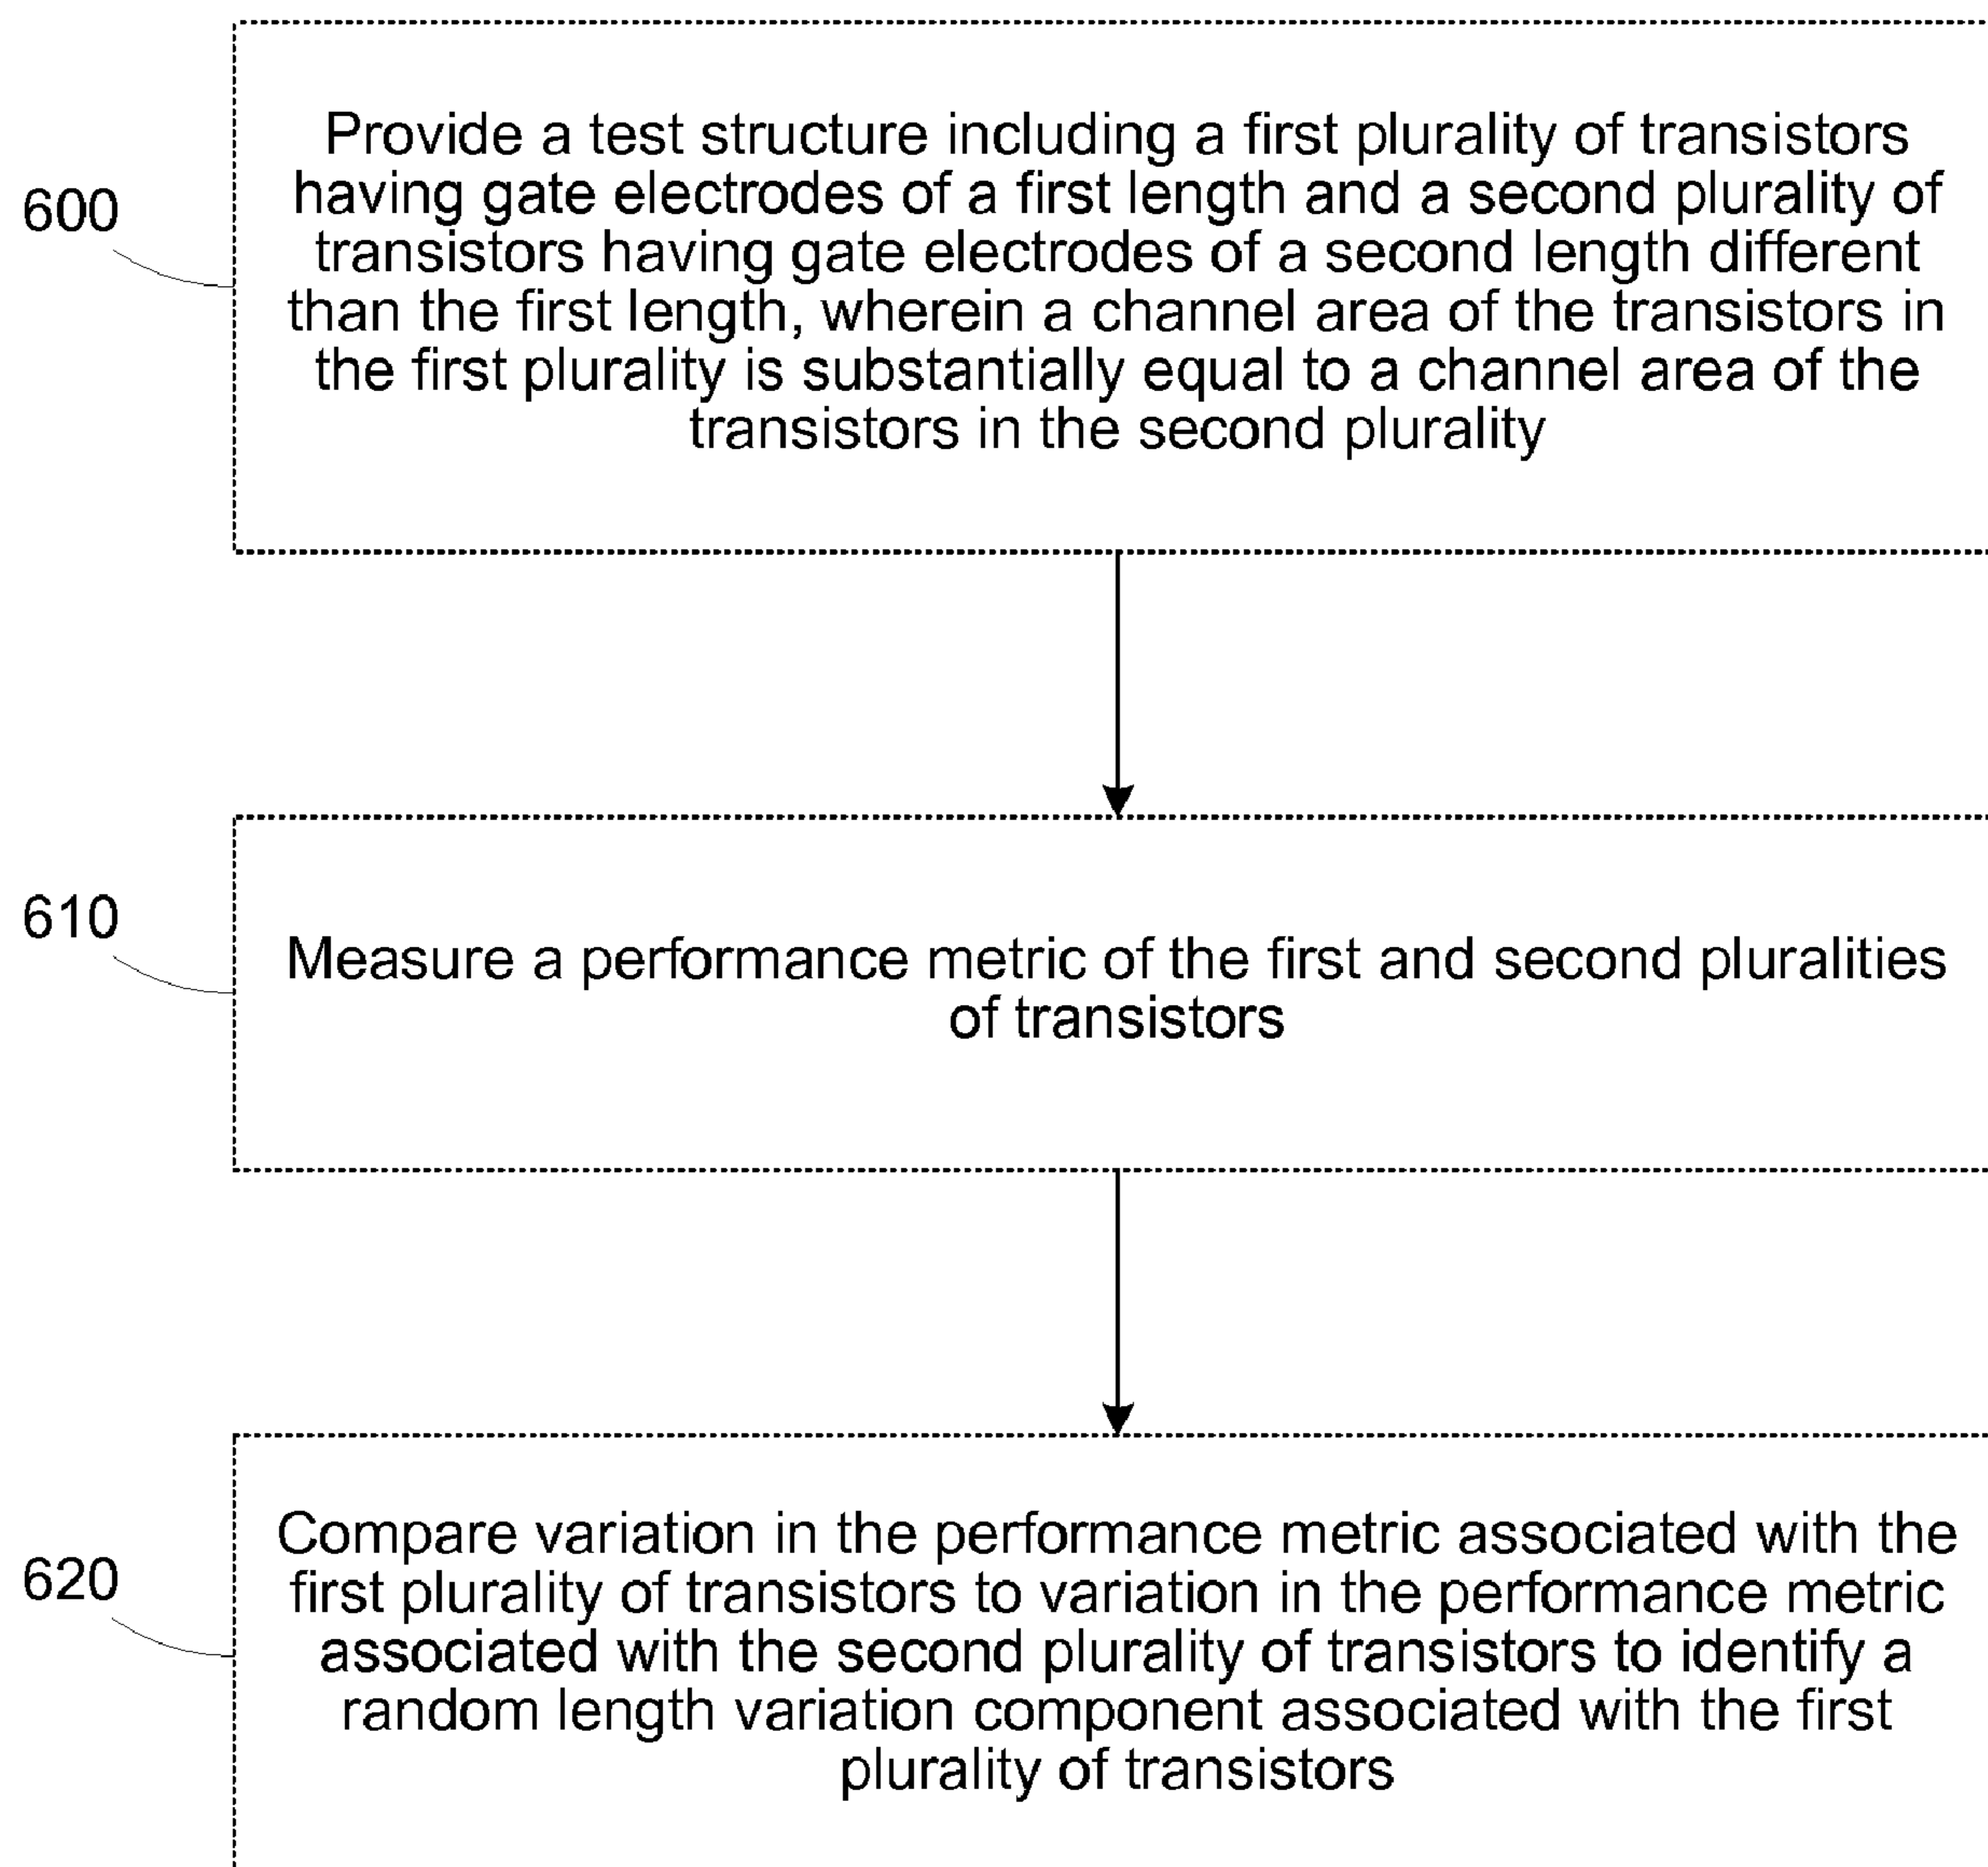 600
Provide a test structure including a first plurality of transistors
having gate electrodes of a first length and a second plurality of
transistors having gate electrodes of a second length different
than the first length, wherein a channel area of the transistors in
the first plurality is substantially equal to a channel area of the
transistors in the second plurality
610
Measure a performance metric of the first and second pluralities
of transistors
620
Compare variation in the performance metric associated with the
first plurality of transistors to variation in the performance metric
associated with the second plurality of transistors to identify a
random length variation component associated with the first
plurality of transistors